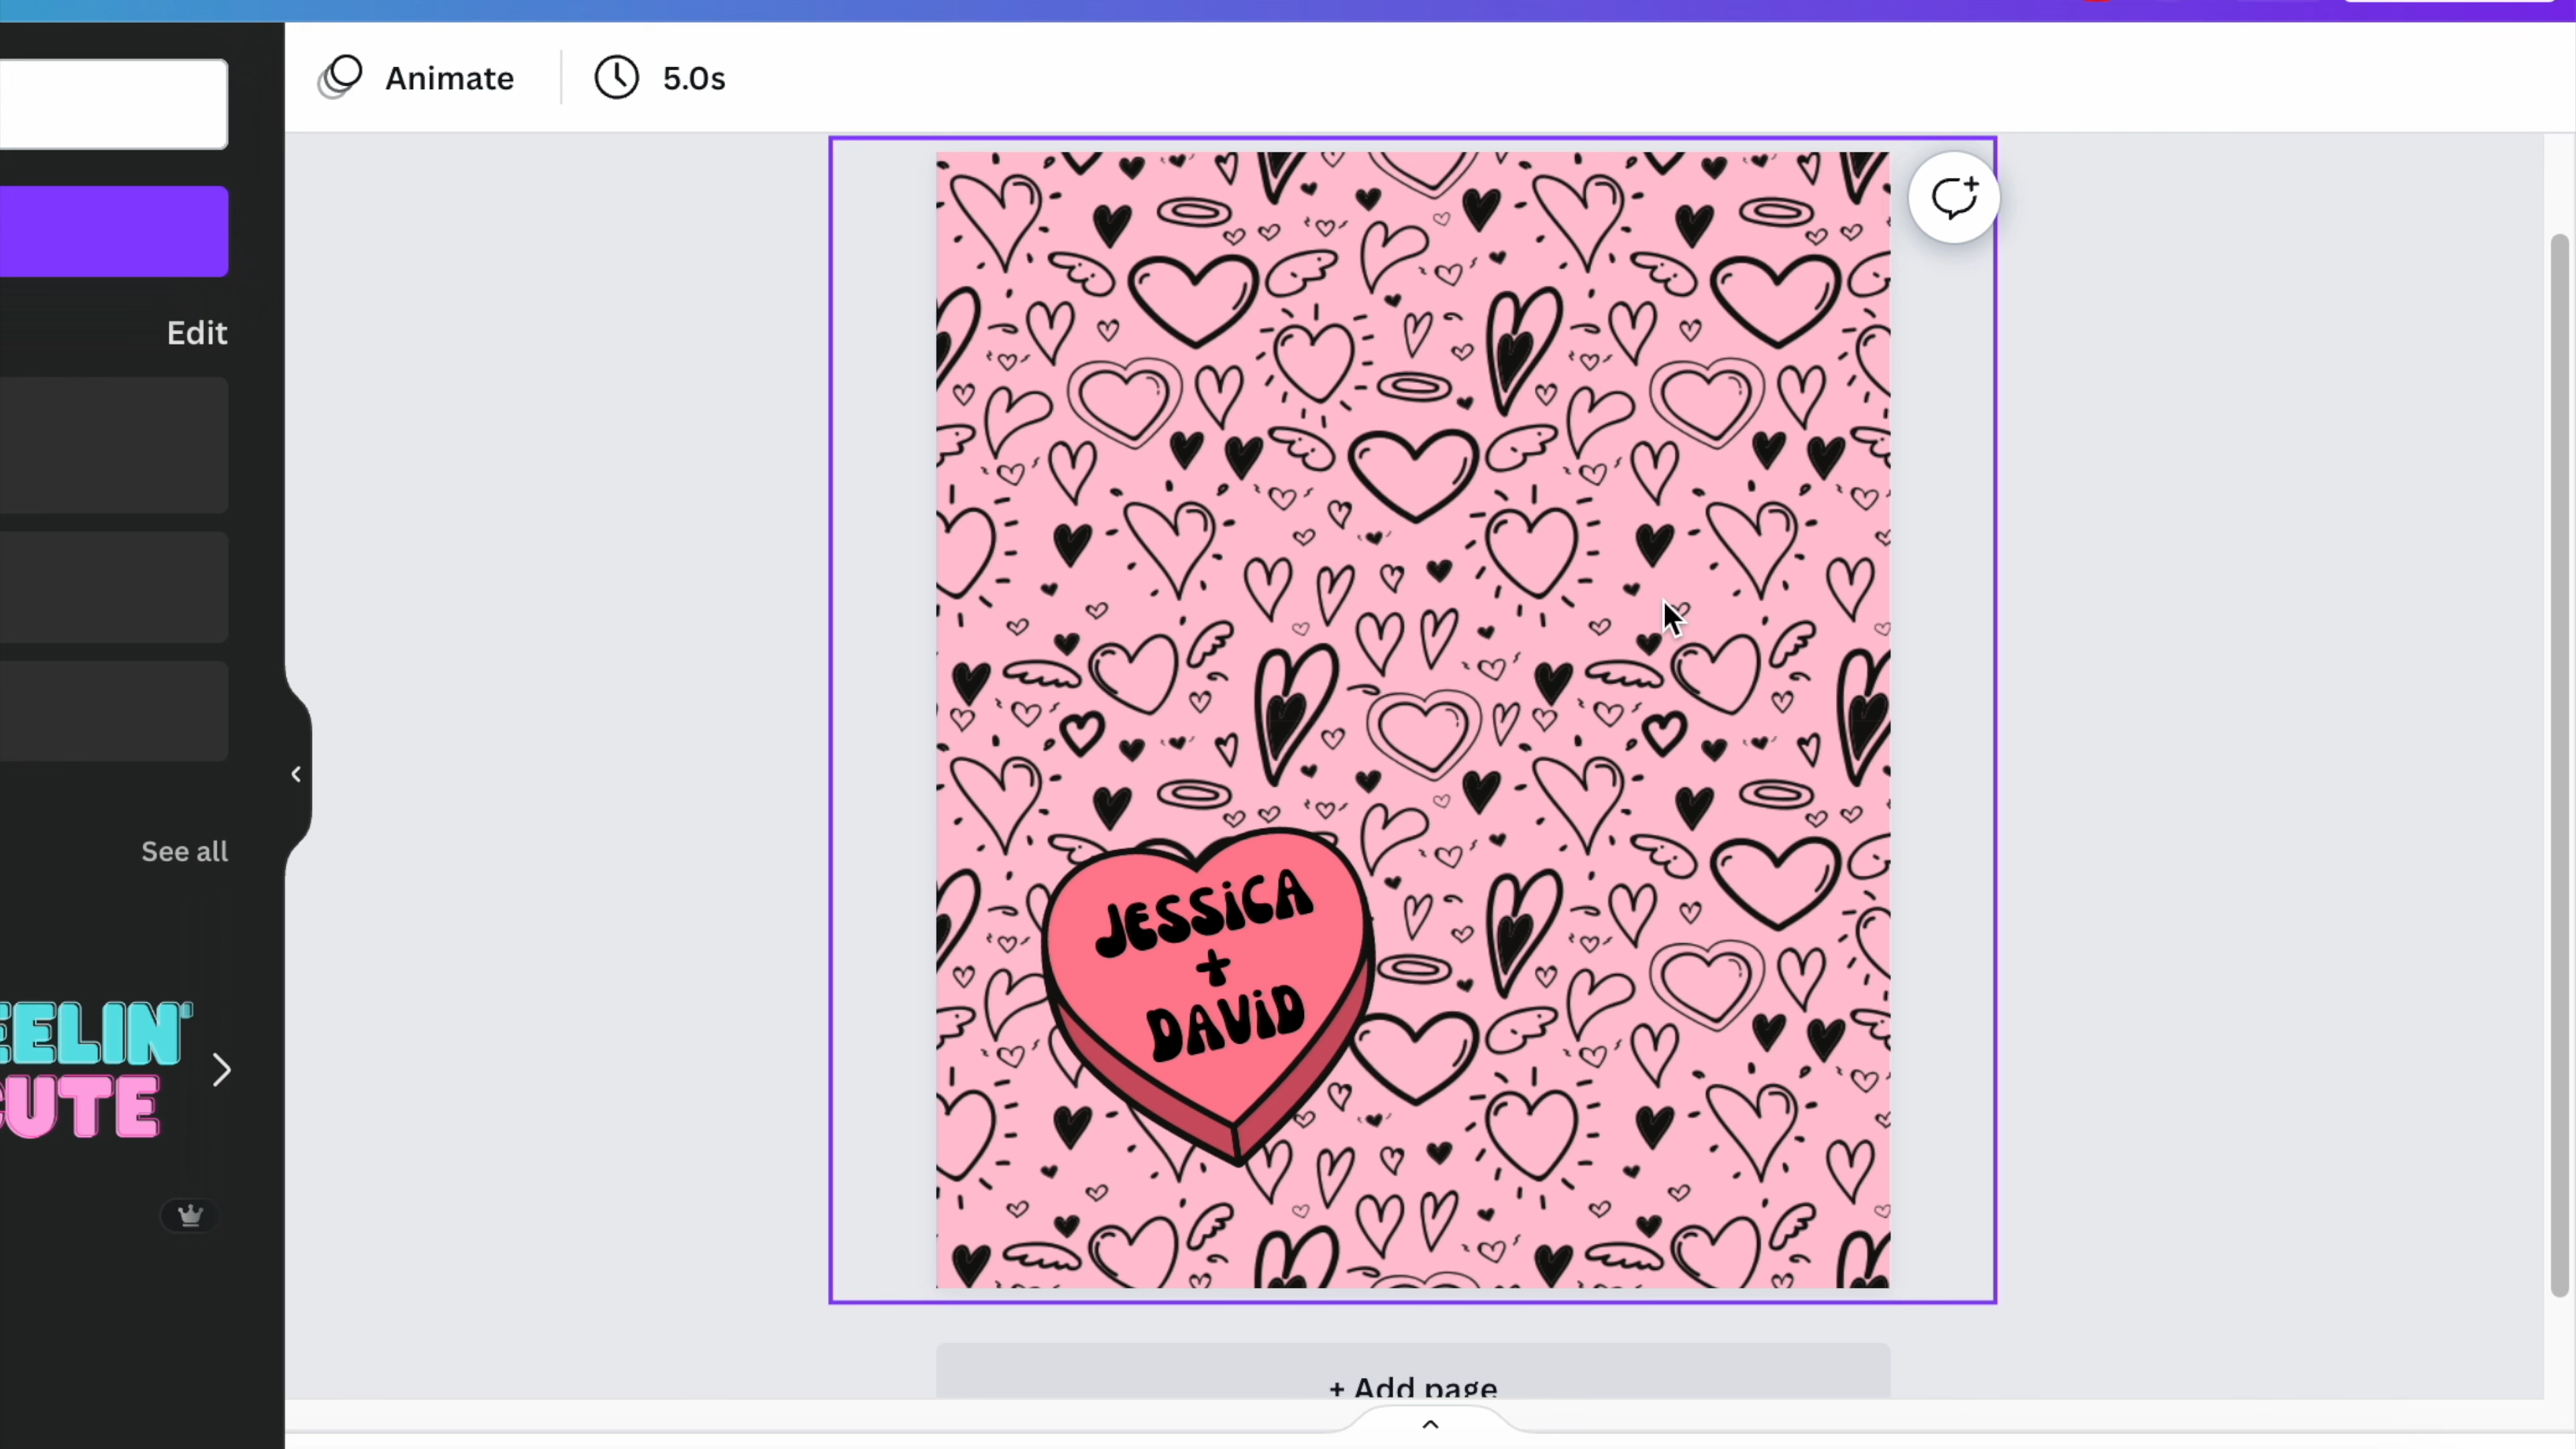 Animate
5.0s
Edit
See all
EELIN'
CUTE
JESSiCA
+
DAViD
+ Add page